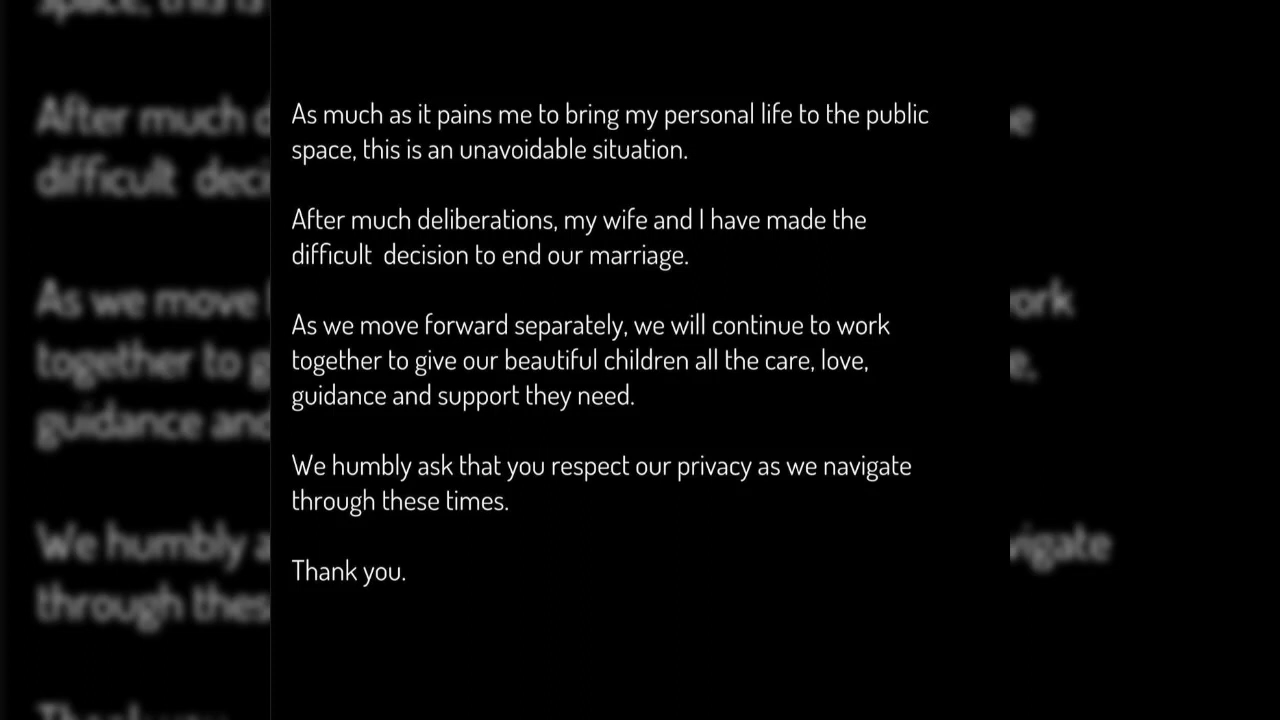 As much as it pains me to bring my personal life to the public
space, this is an unavoidable situation.
After much deliberations, my wife and I have made the
difficult  decision to end our marriage.
As we move forward separately, we will continue to work
together to give our beautiful children all the care, love,
guidance and support they need.
We humbly ask that you respect our privacy as we navigate
through these times.
Thank you.